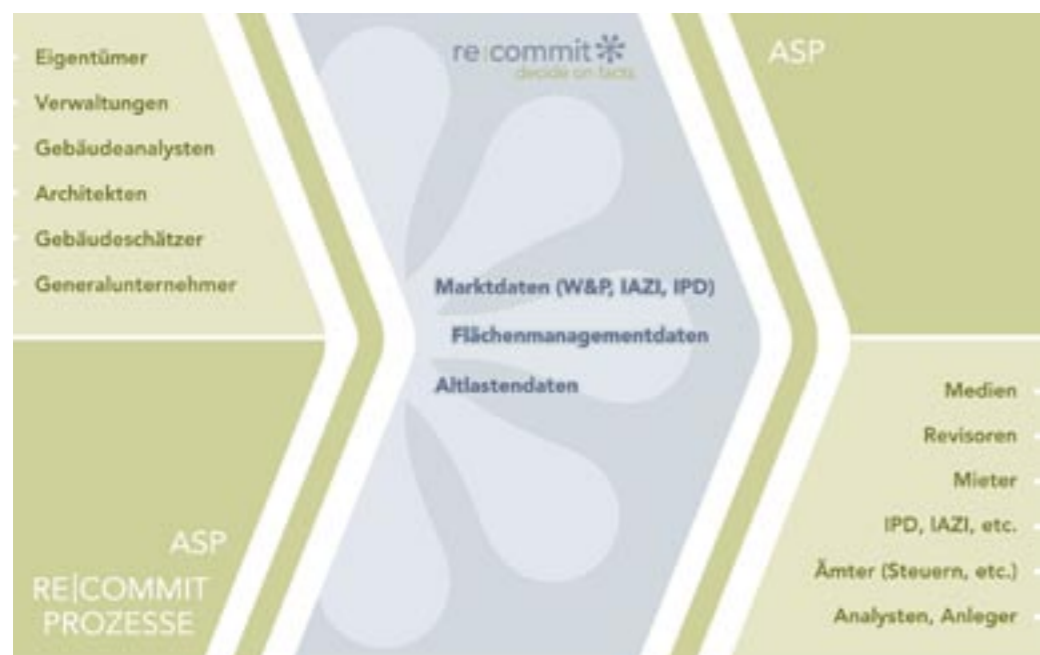 Eigentümer
Verwaltungen
Gebäudeanalysten
Architekten
Gebäudeschätzer
Generalunternehmer
ASP
RE|COMMIT
PROZESSE
re|commit
decide on facts
Marktdaten (W&P, IAZI, IPD)
Flächenmanagementdaten
Altlastendaten
ASP
Medien
Revisoren
Mieter
IPD, IAZI, etc.
Ämter (Steuern, etc.)
Analysten, Anleger